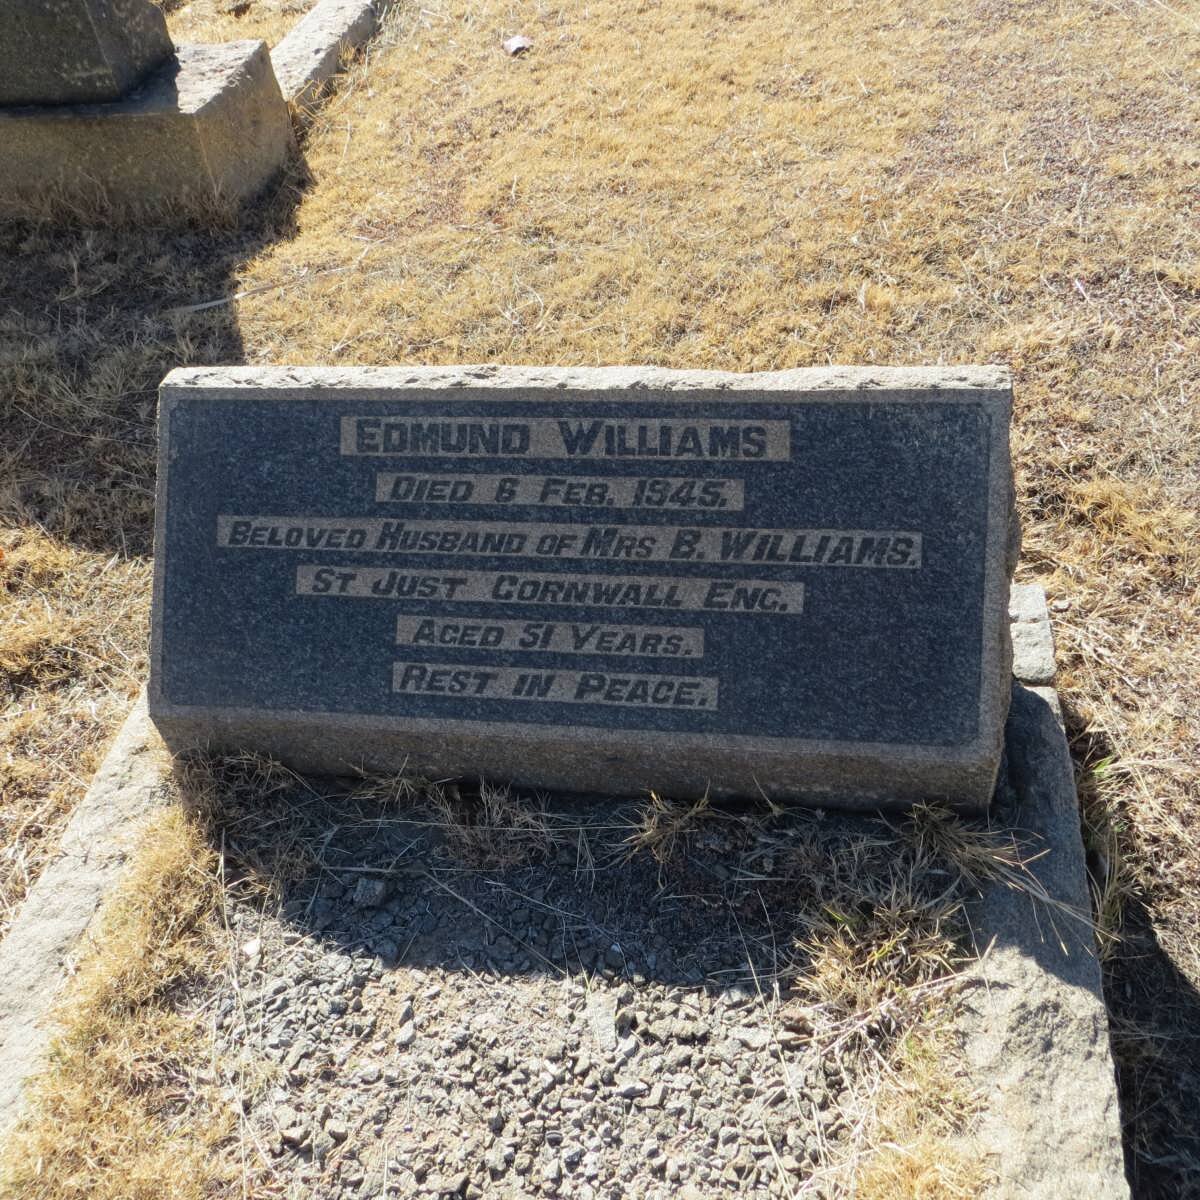 EDMUND WILLIAMS
DIED 6 FEB. 1945.
BELOVED HUSBAND OF MRS B. WILLIAMS.
ST JUST CORNWALL ENG.
AGED 51 YEARS.
REST IN PEACE.